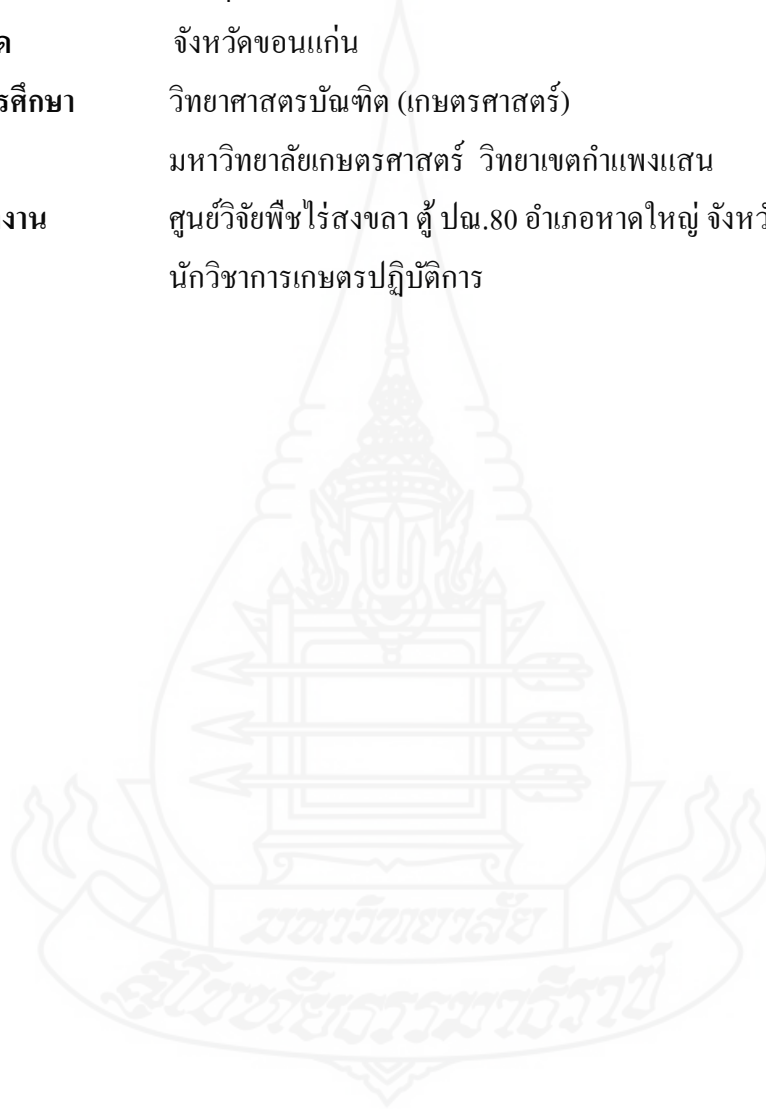 ด จังหวัดขอนแก่น
รศึกษา วิทยาศาสตรบัณฑิต (เกษตรศาสตร์)
มหาวิทยาลัยเกษตรศาสตร์ วิทยาเขตกำแพงแสน
งาน ศูนย์วิจัยพืชไร่สงขลา ตู้ ปณ.80 อำเภอหาดใหญ่ จังหวั
นักวิชาการเกษตรปฏิบัติการ
มหาวิทยาลัย
สุโขทัยธรรมาธิราช